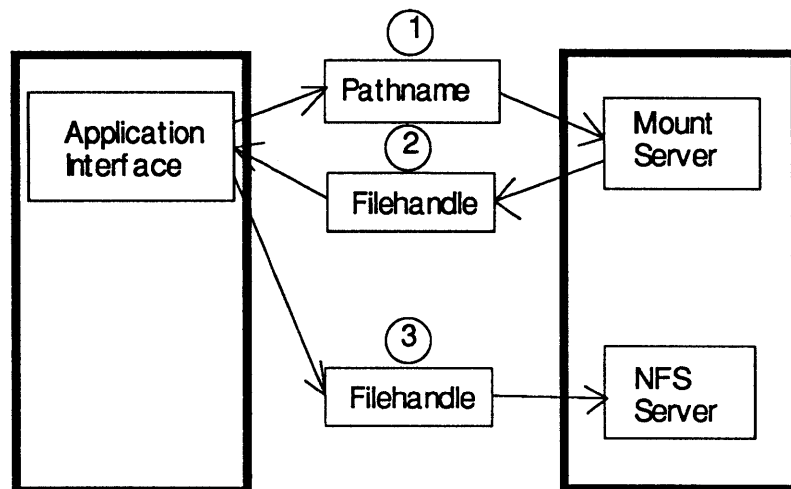 1
Pathname
Application
Interface
Mount
Server
2
Filehandle
3
Filehandle
NFS
Server